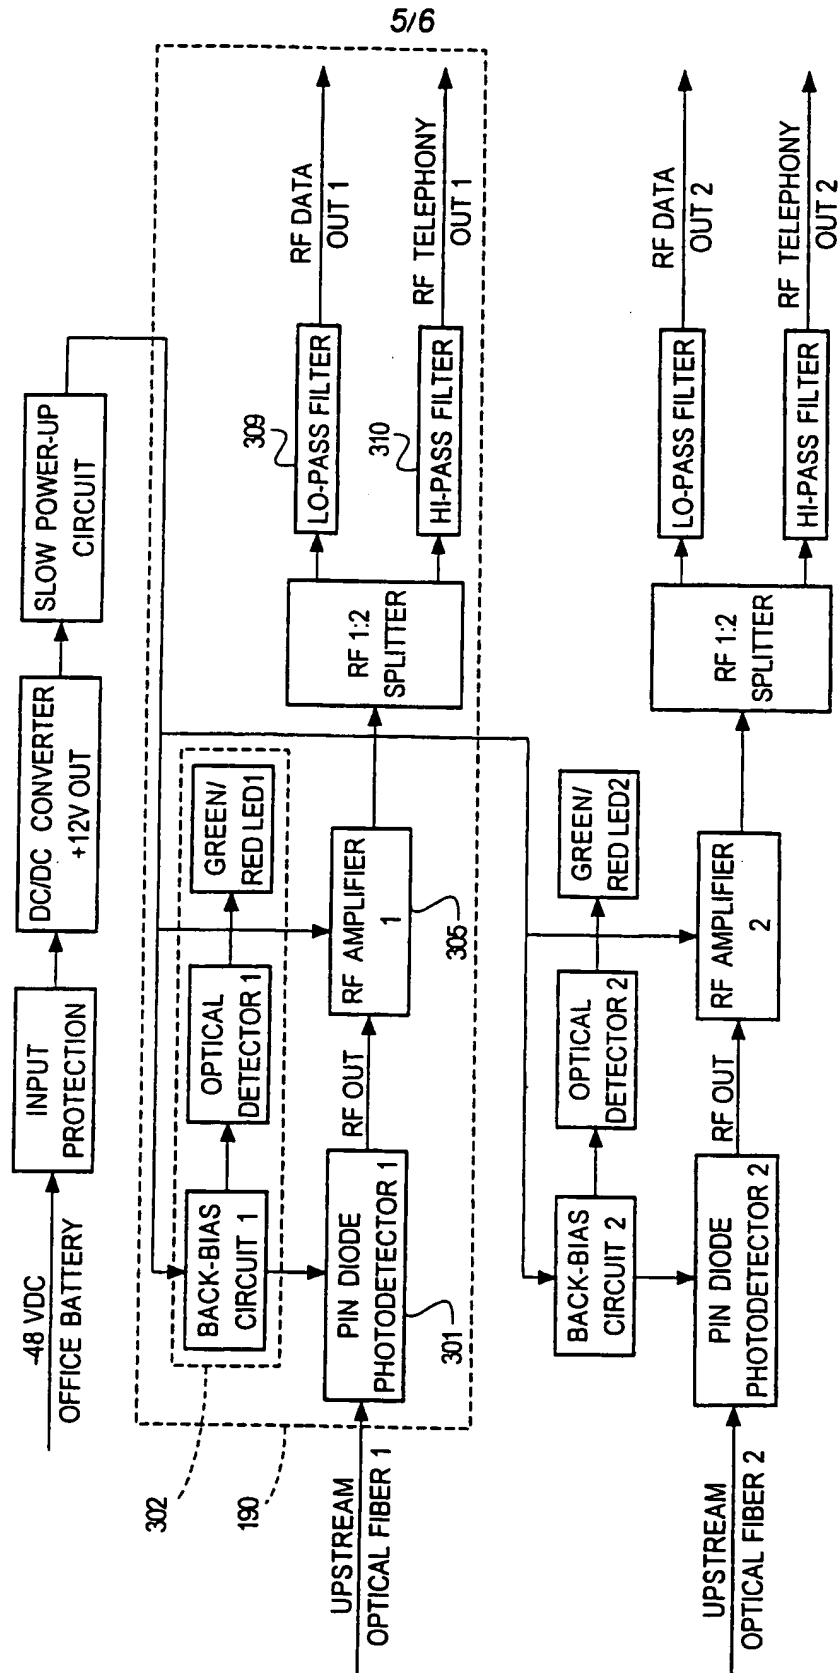 5/6
-48 VDC
OFFICE BATTERY
INPUT
PROTECTION
DC/DC CONVERTER
+12V OUT
SLOW POWER-UP
CIRCUIT
302
190
BACK-BIAS
CIRCUIT 1
OPTICAL
DETECTOR 1
GREEN/
RED LED1
UPSTREAM
OPTICAL FIBER 1
PIN DIODE
PHOTODETECTOR 1
301
RF OUT
RF AMPLIFIER
1
305
RF 1:2
SPLITTER
309
LO-PASS FILTER
RF DATA
OUT 1
310
HI-PASS FILTER
RF TELEPHONY
OUT 1
BACK-BIAS
CIRCUIT 2
OPTICAL
DETECTOR 2
GREEN/
RED LED2
UPSTREAM
OPTICAL FIBER 2
PIN DIODE
PHOTODETECTOR 2
RF OUT
RF AMPLIFIER
2
RF 1:2
SPLITTER
LO-PASS FILTER
RF DATA
OUT 2
HI-PASS FILTER
RF TELEPHONY
OUT 2